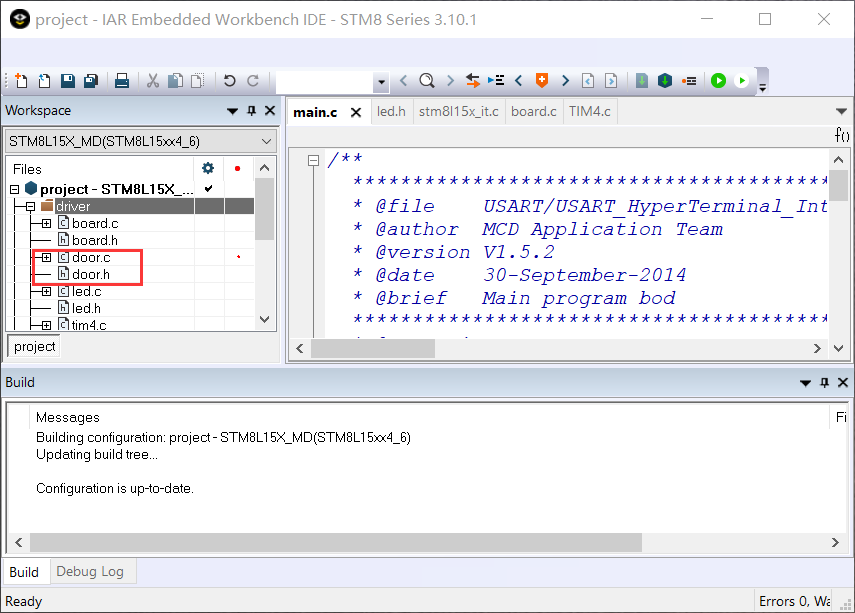 project - IAR Embedded Workbench IDE - STM8 Series 3.10.1
Workspace
STM8L15X_MD(STM8L15xx4_6)
Files
project - STM8L15X_...
driver
board.c
board.h
door.c
door.h
led.c
led.h
tim4.c
project
main.c led.h stm8l15x_it.c board.c TIM4.c
f()
/**
****************************************
* @file USART/USART_HyperTerminal_Int
* @author MCD Application Team
* @version V1.5.2
* @date 30-September-2014
* @brief Main program bod
****************************************
Build
Messages Fi
Building configuration: project - STM8L15X_MD(STM8L15xx4_6)
Updating build tree...
Configuration is up-to-date.
Build Debug Log
Ready Errors 0, Wa